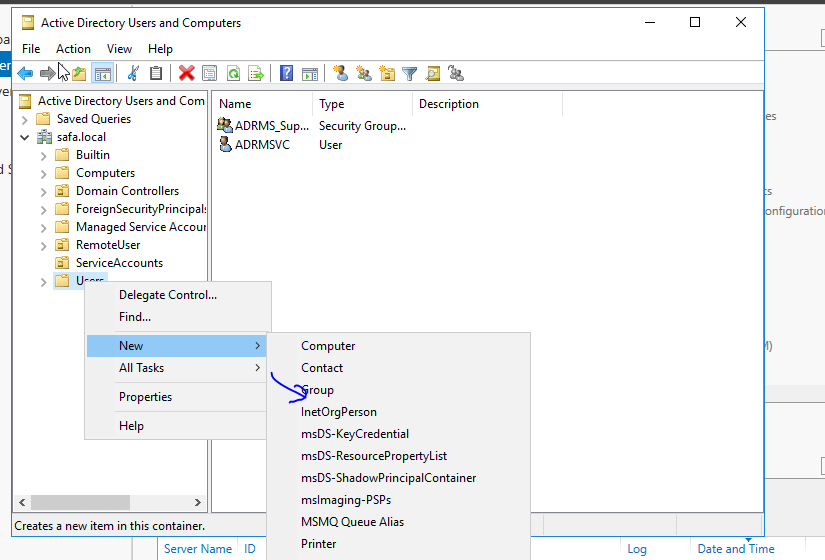 Active Directory Users and Computers
File Action View Help
Active Directory Users and Com
Saved Queries
safa.local
Builtin
Computers
Domain Controllers
ForeignSecurityPrincipals
Managed Service Accour
RemoteUser
ServiceAccounts
Users
Name Type Description
ADRMS_Sup... Security Group...
ADRMSVC User
Delegate Control...
Find...
New
All Tasks
Properties
Help
Computer
Contact
Group
InetOrgPerson
msDS-KeyCredential
msDS-ResourcePropertyList
msDS-ShadowPrincipalContainer
msImaging-PSPs
MSMQ Queue Alias
Printer
Creates a new item in this container.
Server Name ID Log Date and Time
onfiguration